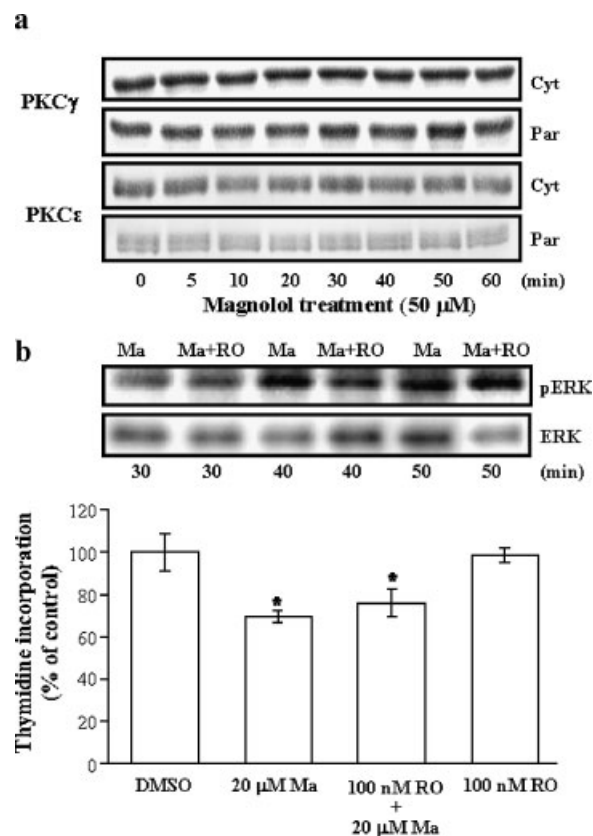 a
PKCγ
Cyt
Par
PKCε
Cyt
Par
0 5 10 20 30 40 50 60 (min)
Magnolol treatment (50 μM)
b
Ma Ma+RO Ma Ma+RO Ma Ma+RO
pERK
ERK
30 30 40 40 50 50 (min)
Thymidine incorporation
(% of control)
120
100
80
60
40
20
0
* *
DMSO 20 μM Ma 100 nM RO 100 nM RO
+
20 μM Ma